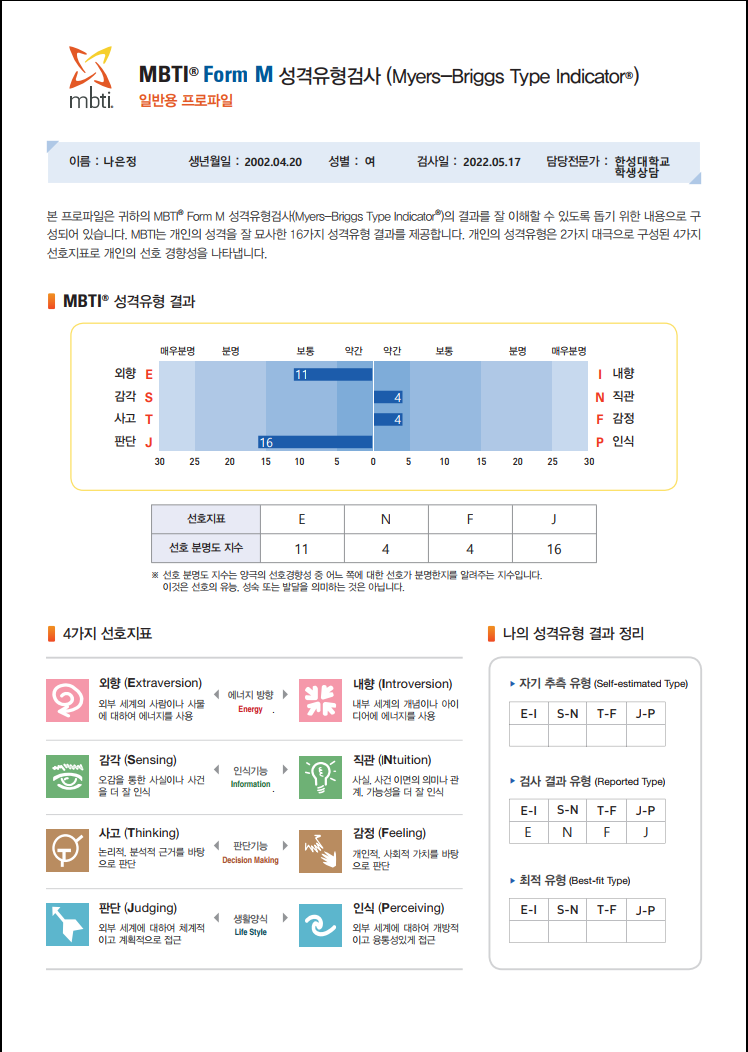 mbti®
MBTI® Form M 성격유형검사 (Myers-Briggs Type Indicator®)
일반용 프로파일
이름 : 나은정 생년월일 : 2002.04.20 성별 : 여 검사일 : 2022.05.17 담당전문가 : 한성대학교
학생상담
본 프로파일은 귀하의 MBTI® Form M 성격유형검사(Myers-Briggs Type Indicator®)의 결과를 잘 이해할 수 있도록 돕기 위한 내용으로 구
성되어 있습니다. MBTI는 개인의 성격을 잘 묘사한 16가지 성격유형 결과를 제공합니다. 개인의 성격유형은 2가지 대극으로 구성된 4가지
선호지표로 개인의 선호 경향성을 나타냅니다.
MBTI® 성격유형 결과
매우분명 분명 보통 약간 약간 보통 분명 매우분명
외향 E 11 I 내향
감각 S 4 N 직관
사고 T 4 F 감정
판단 J 16 P 인식
30 25 20 15 10 5 0 5 10 15 20 25 30
선호지표 E N F J
선호 분명도 지수 11 4 4 16
※ 선호 분명도 지수는 양극의 선호경향성 중 어느 쪽에 대한 선호가 분명한지를 알려주는 지수입니다.
이것은 선호의 유능, 성숙 또는 발달을 의미하는 것은 아닙니다.
4가지 선호지표
외향 (Extraversion)
외부 세계의 사람이나 사물
에 대하여 에너지를 사용
에너지 방향
Energy
내향 (Introversion)
내부 세계의 개념이나 아이
디어에 에너지를 사용
감각 (Sensing)
오감을 통한 사실이나 사건
을 더 잘 인식
인식기능
Information
직관 (iNtuition)
사실, 사건 이면의 의미나 관
계, 가능성을 더 잘 인식
사고 (Thinking)
논리적, 분석적 근거를 바탕
으로 판단
판단기능
Decision Making
감정 (Feeling)
개인적, 사회적 가치를 바탕
으로 판단
판단 (Judging)
외부 세계에 대하여 체계적
이고 계획적으로 접근
생활양식
Life Style
인식 (Perceiving)
외부 세계에 대하여 개방적
이고 융통성있게 접근
나의 성격유형 결과 정리
▶ 자기 추측 유형 (Self-estimated Type)
E-I S-N T-F J-P
▶ 검사 결과 유형 (Reported Type)
E-I S-N T-F J-P
E N F J
▶ 최적 유형 (Best-fit Type)
E-I S-N T-F J-P